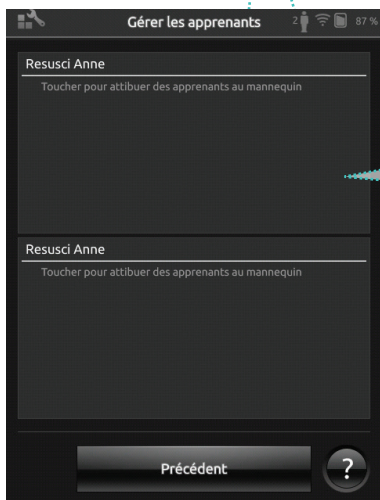 Gérer les apprenants 2 87 %
Resusci Anne
Toucher pour attibuer des apprenants au mannequin
Resusci Anne
Toucher pour attibuer des apprenants au mannequin
Précédent ?